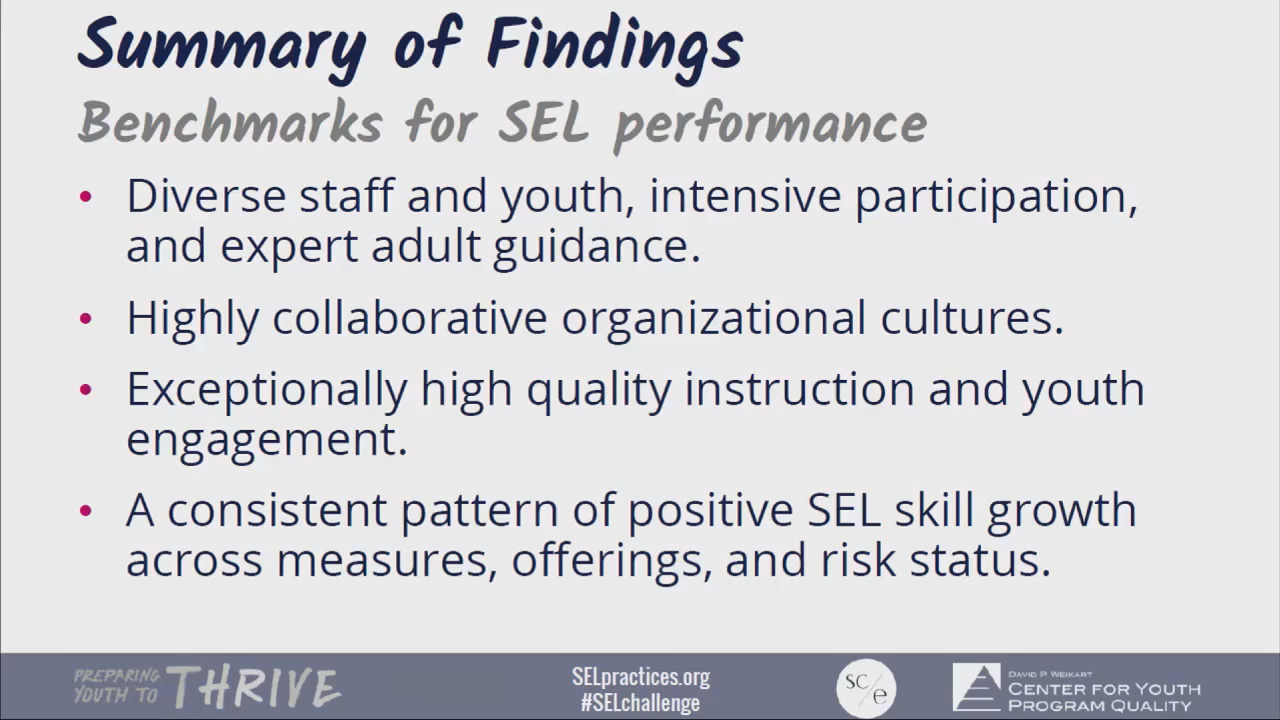 Summary of Findings
Benchmarks for SEL performance
• Diverse staff and youth, intensive participation,
and expert adult guidance.
• Highly collaborative organizational cultures.
• Exceptionally high quality instruction and youth
engagement.
• A consistent pattern of positive SEL skill growth
across measures, offerings, and risk status.
PREPARING
YOUTH TO THRIVE
SELpractices.org
#SELchallenge
sc/e
DAVID P. WEIKART
CENTER FOR YOUTH
PROGRAM QUALITY